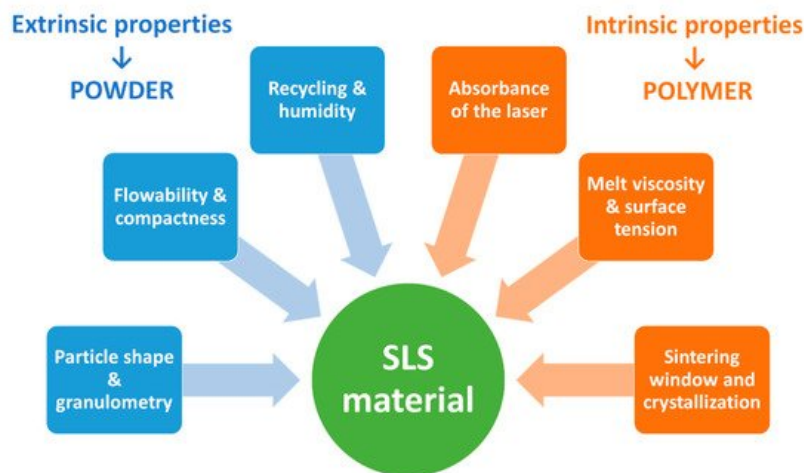 Extrinsic properties
↓
POWDER
Intrinsic properties
↓
POLYMER
Recycling &
humidity
Absorbance
of the laser
Flowability &
compactness
Melt viscosity
& surface
tension
Particle shape
&
granulometry
SLS
material
Sintering
window and
crystallization